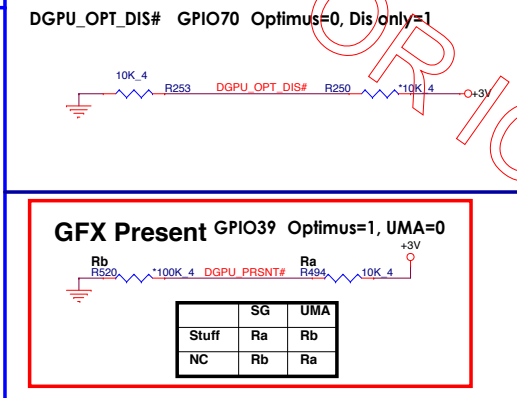 DGPU_OPT_DIS# GPIO70 Optimus=0, Dis only=1
10K_4
R253 DGPU_OPT_DIS# R250 *10K_4 +3V
GFX Present GPIO39 Optimus=1, UMA=0
+3V
Rb Ra
R520 *100K_4 DGPU_PRSNT# R494 10K_4
SG UMA
Stuff Ra Rb
NC Rb Ra